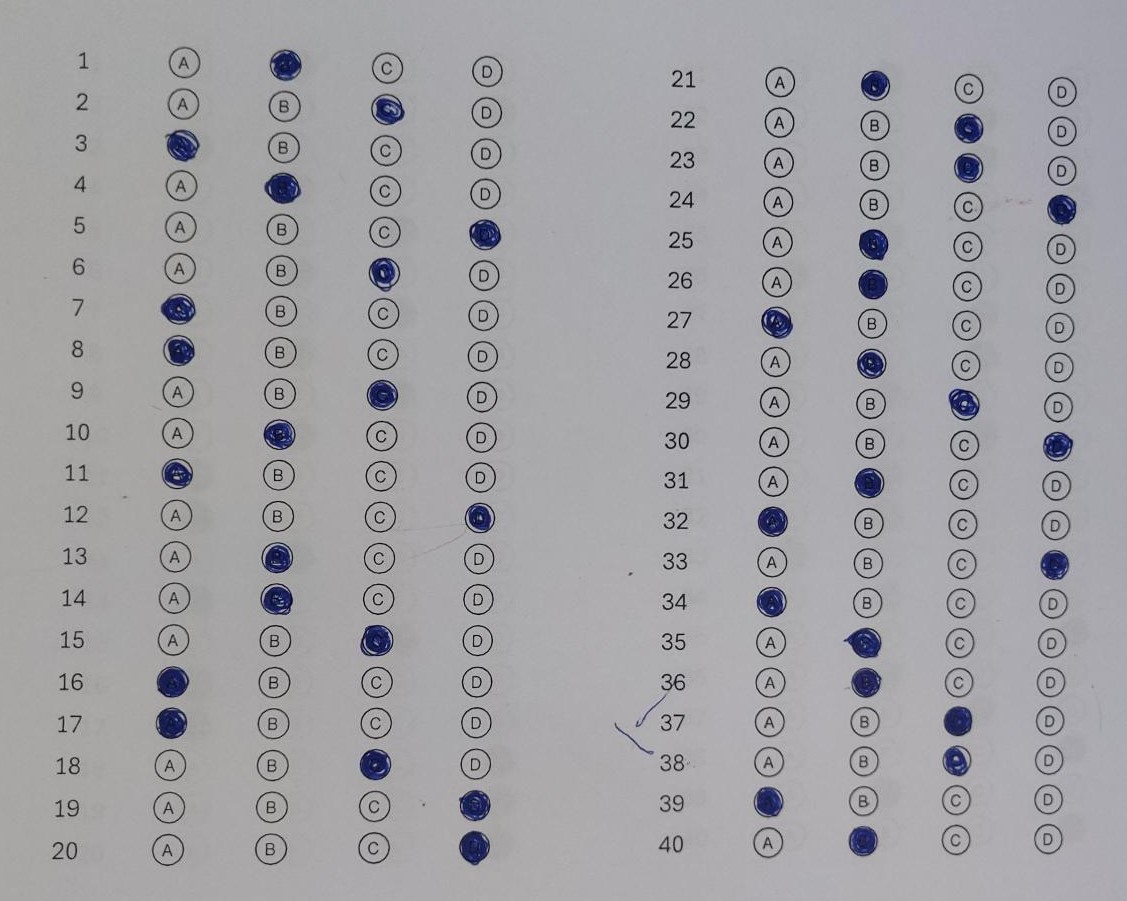 1 A B C D
2 A B C D
3 A B C D
4 A B C D
5 A B C D
6 A B C D
7 A B C D
8 A B C D
9 A B C D
10 A B C D
11 A B C D
12 A B C D
13 A B C D
14 A B C D
15 A B C D
16 A B C D
17 A B C D
18 A B C D
19 A B C D
20 A B C D
21 A B C D
22 A B C D
23 A B C D
24 A B C D
25 A B C D
26 A B C D
27 A B C D
28 A B C D
29 A B C D
30 A B C D
31 A B C D
32 A B C D
33 A B C D
34 A B C D
35 A B C D
36 A B C D
37 A B C D
38 A B C D
39 A B C D
40 A B C D